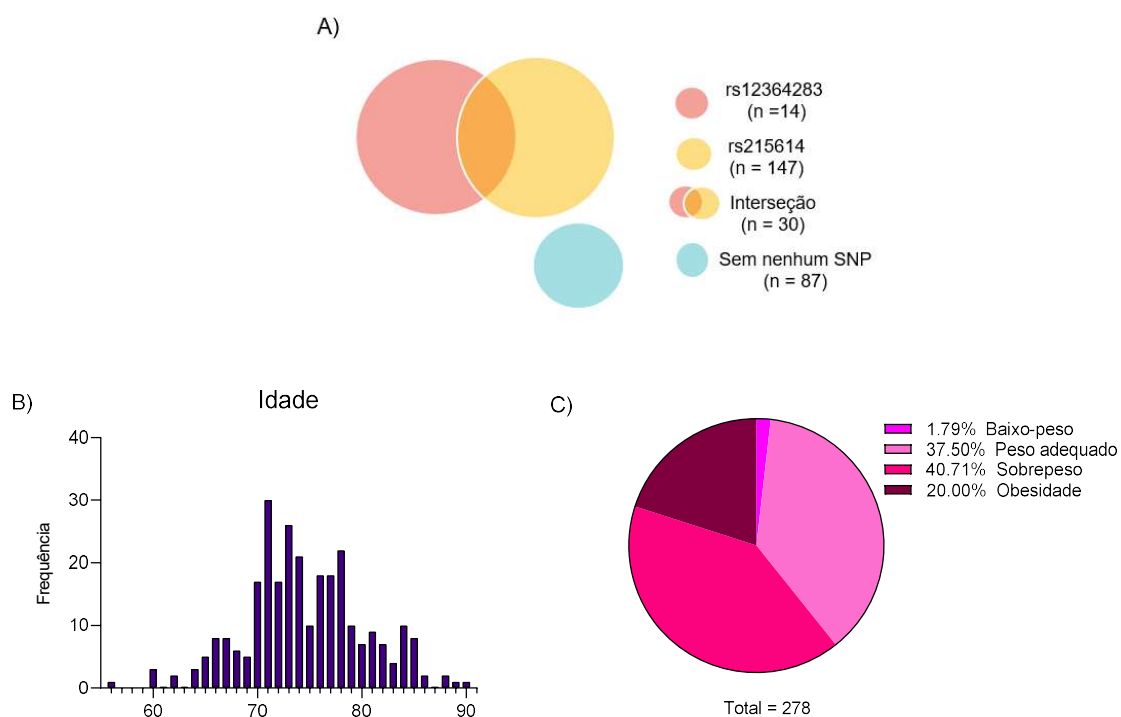 A)
rs12364283
(n =14)
rs215614
(n = 147)
Interseção
(n = 30)
Sem nenhum SNP
(n = 87)
B)
Idade
Frequência
40
30
20
10
0
60
70
80
90
C)
1.79% Baixo-peso
37.50% Peso adequado
40.71% Sobrepeso
20.00% Obesidade
Total = 278